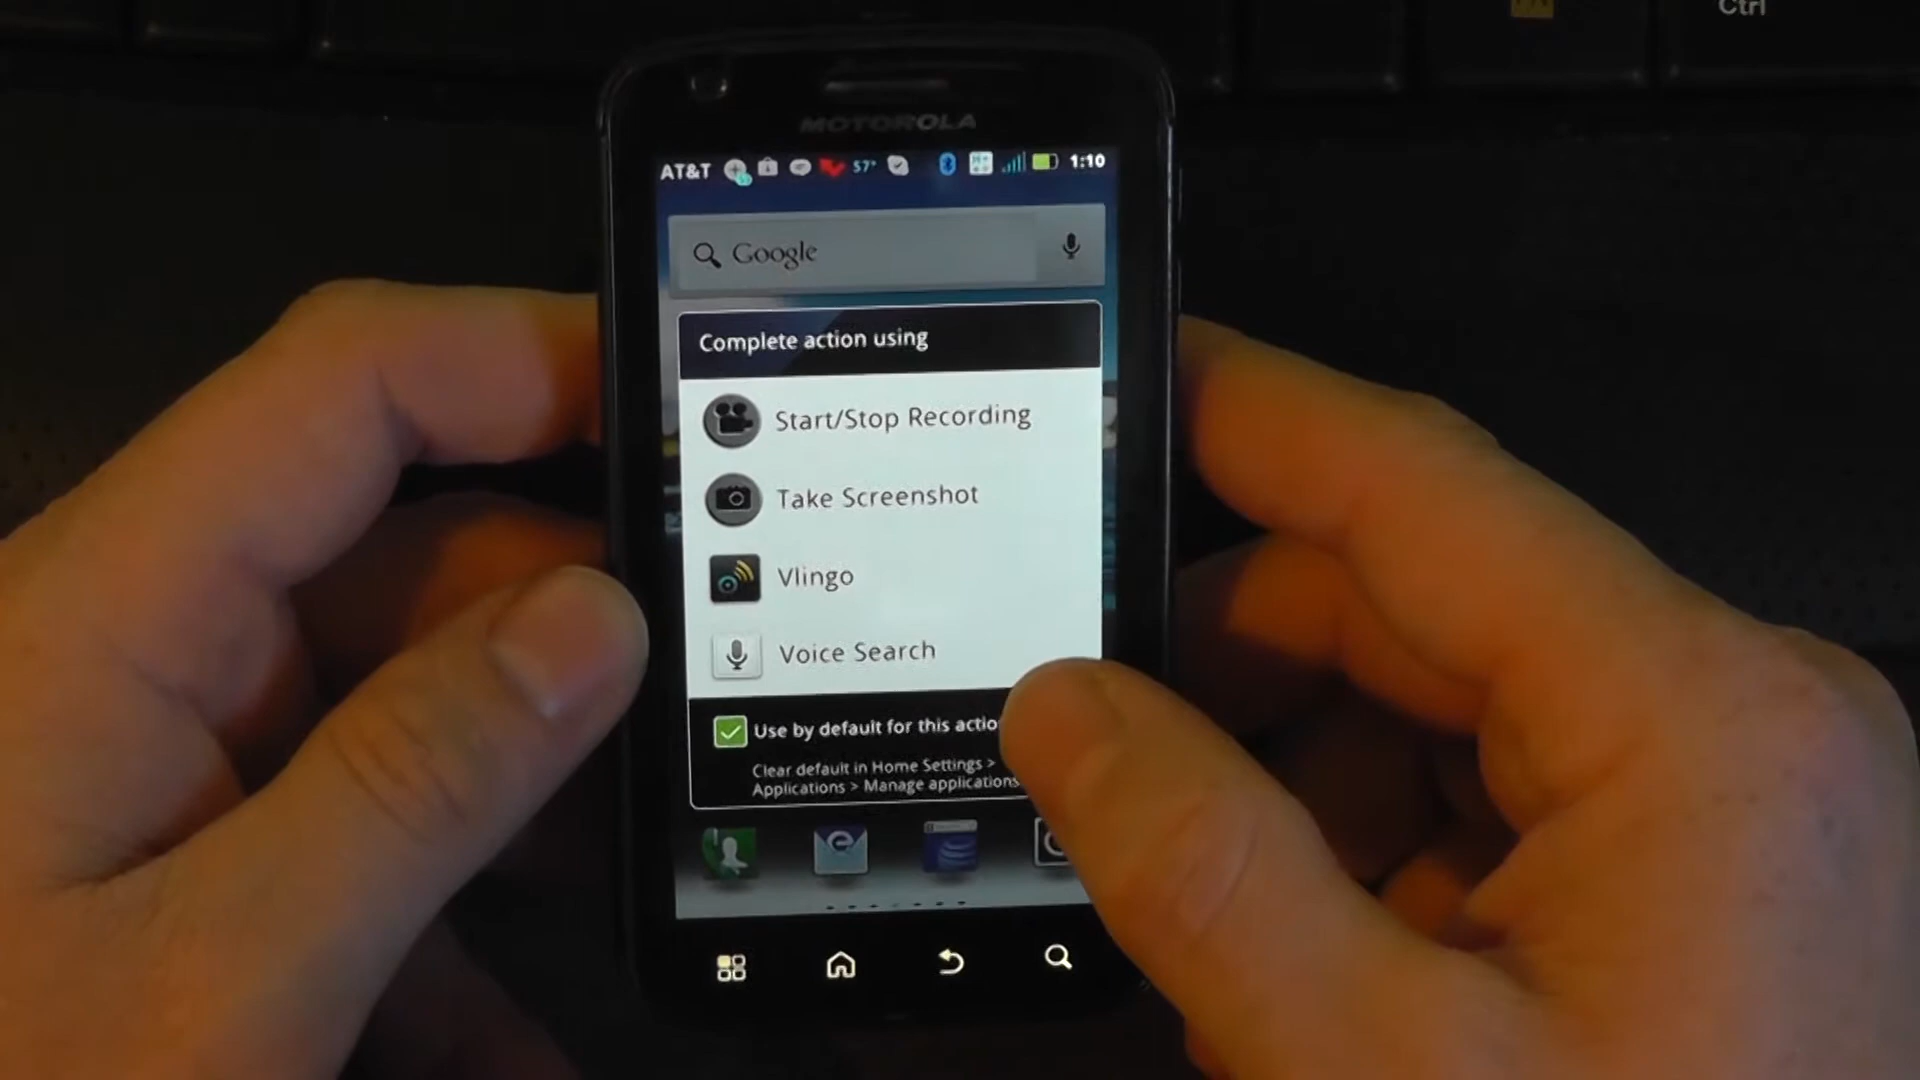 Ctrl
MOTOROLA
AT&T 57° 1:10
Google
Complete action using
Start/Stop Recording
Take Screenshot
Vlingo
Voice Search
Use by default for this actio
Clear default in Home Settings >
Applications > Manage applications